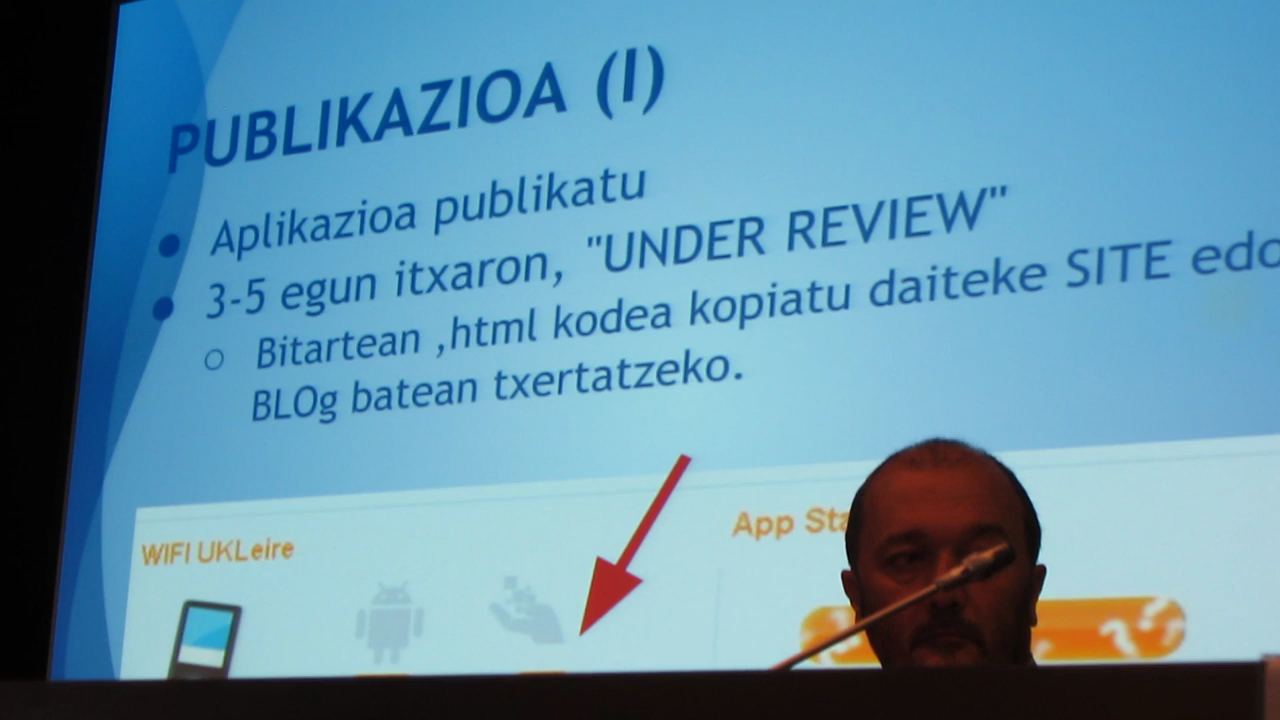 PUBLIKAZIOA (I)
Aplikazioa publikatu
3-5 egun itxaron, "UNDER REVIEW"
Bitartean ,html kodea kopiatu daiteke SITE edo
BLOg batean txertatzeko.
WIFI UKLeire
App